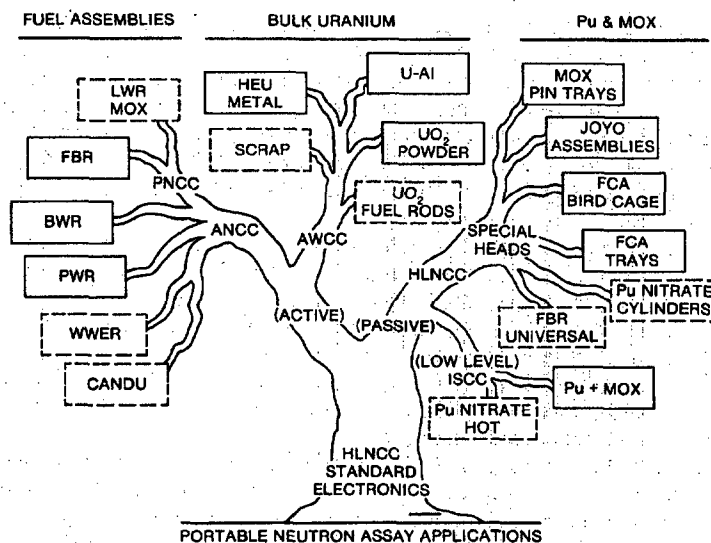 FUEL ASSEMBLIES
BULK URANIUM
Pu & MOX
LWR
MOX
FBR
PNCC
BWR
ANCC
PWR
WWER
CANDU
HEU
METAL
U-Al
SCRAP
UO₂
POWDER
UO₂
FUEL RODS
AWCC
(ACTIVE)
(PASSIVE)
HLNCC
SPECIAL
HEADS
MOX
PIN TRAYS
JOYO
ASSEMBLIES
FCA
BIRD CAGE
FCA
TRAYS
Pu NITRATE
CYLINDERS
FBR
UNIVERSAL
(LOW LEVEL)
ISCC
Pu + MOX
Pu NITRATE
HOT
HLNCC
STANDARD
ELECTRONICS
PORTABLE NEUTRON ASSAY APPLICATIONS